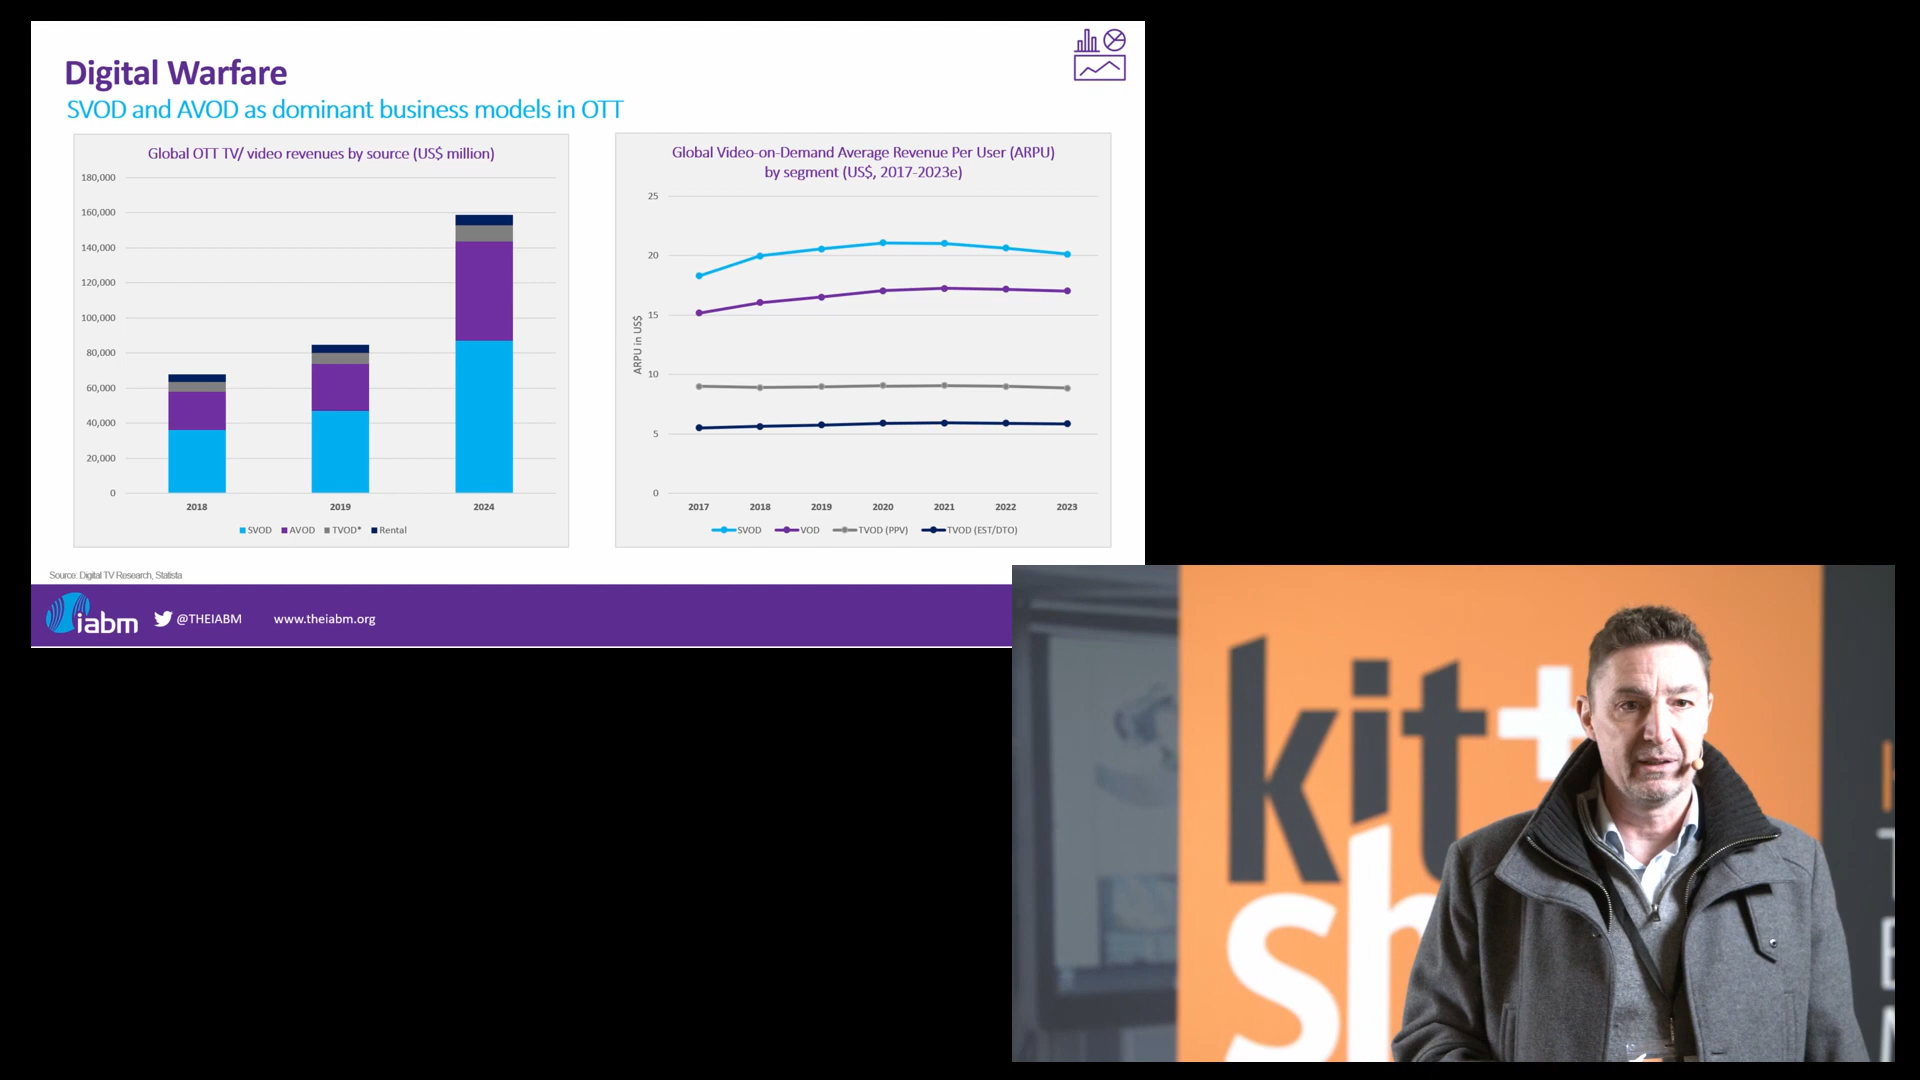 Digital Warfare
SVOD and AVOD as dominant business models in OTT
Global OTT TV/ video revenues by source (US$ million)
180,000
160,000
140,000
120,000
100,000
80,000
60,000
40,000
20,000
0
2018 2019 2024
SVOD AVOD TVOD* Rental
Global Video-on-Demand Average Revenue Per User (ARPU)
by segment (US$, 2017-2023e)
ARPU in US$
25
20
15
10
5
0
2017 2018 2019 2020 2021 2022 2023
SVOD VOD TVOD (PPV) TVOD (EST/DTO)
Source: Digital TV Research, Statista
iabm @THEIABM www.theiabm.org
kit+
sh